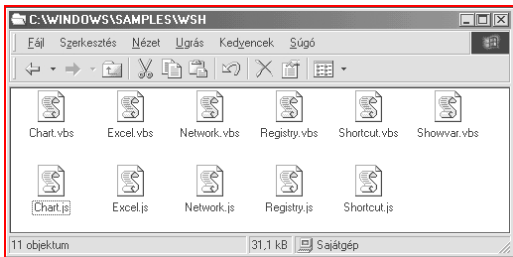 C:\WINDOWS\SAMPLES\WSH
Fájl Szerkesztés Nézet Ugrás Kedvencek Súgó
Chart.vbs Excel.vbs Network.vbs Registry.vbs Shortcut.vbs Showvar.vbs
Chart.js Excel.js Network.js Registry.js Shortcut.js
11 objektum 31,1 kB Sajátgép